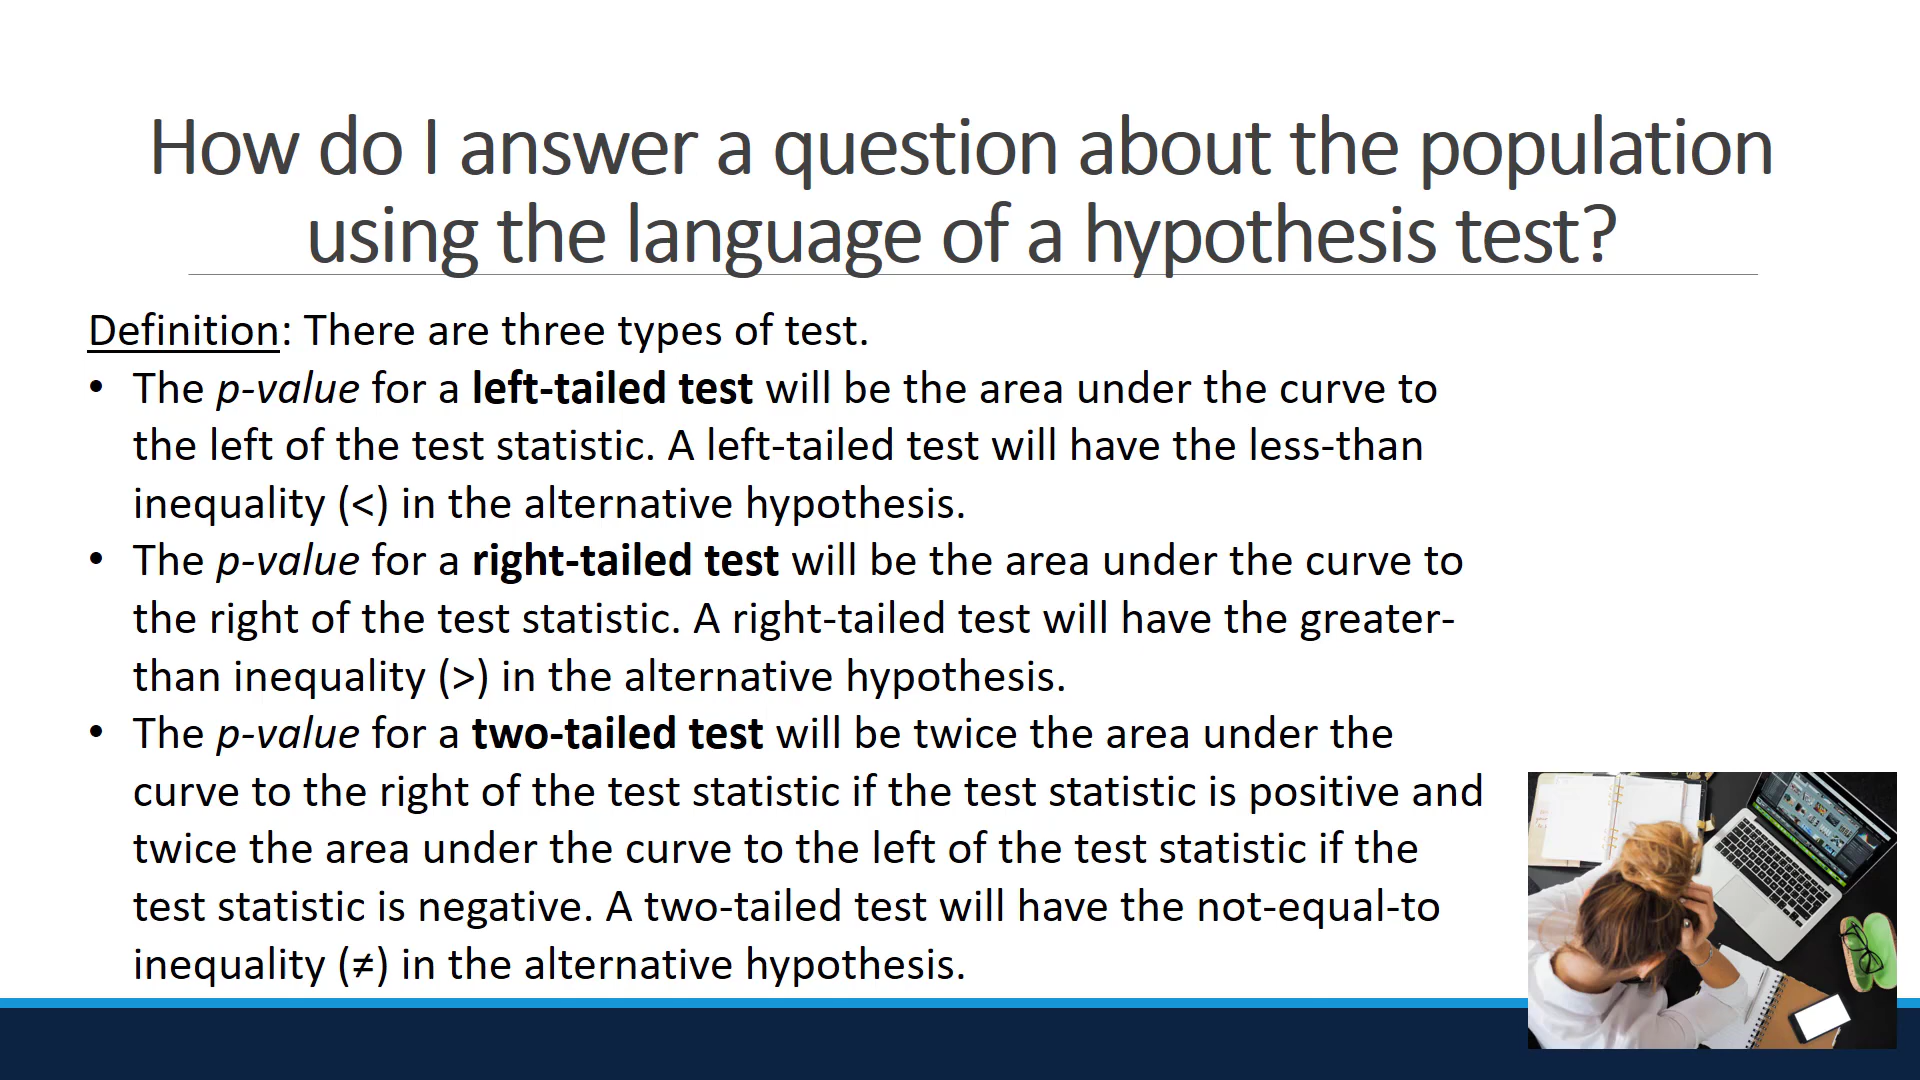 How do I answer a question about the population
using the language of a hypothesis test?
Definition: There are three types of test.
• The p-value for a left-tailed test will be the area under the curve to
the left of the test statistic. A left-tailed test will have the less-than
inequality (<) in the alternative hypothesis.
• The p-value for a right-tailed test will be the area under the curve to
the right of the test statistic. A right-tailed test will have the greater-
than inequality (>) in the alternative hypothesis.
• The p-value for a two-tailed test will be twice the area under the
curve to the right of the test statistic if the test statistic is positive and
twice the area under the curve to the left of the test statistic if the
test statistic is negative. A two-tailed test will have the not-equal-to
inequality (≠) in the alternative hypothesis.